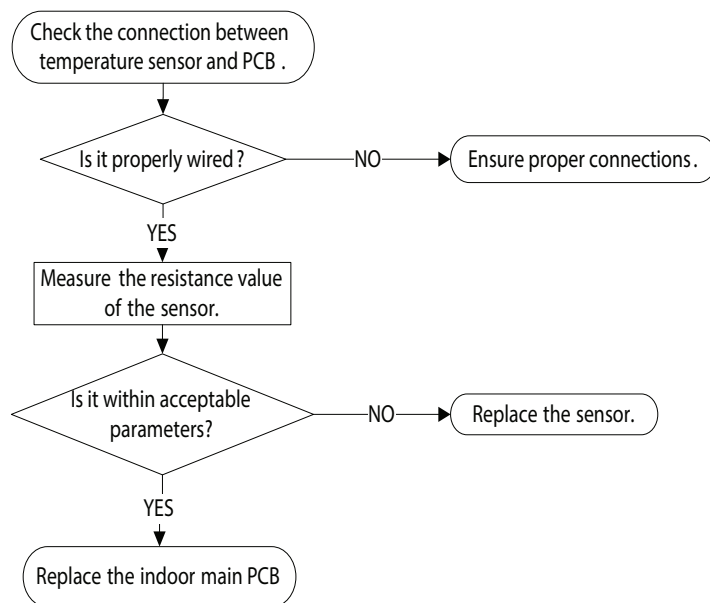 Check the connection between
temperature sensor and PCB .
Is it properly wired ?
NO
Ensure proper connections .
YES
Measure the resistance value
of the sensor.
Is it within acceptable
parameters?
NO
Replace the sensor.
YES
Replace the indoor main PCB